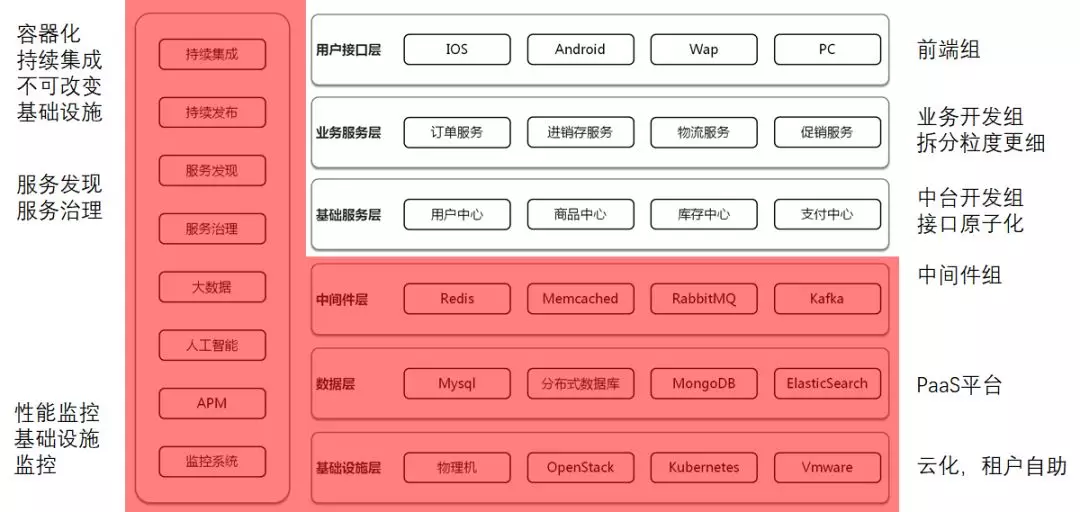 容器化
持续集成
不可改变
基础设施
服务发现
服务治理
性能监控
基础设施
监控
持续集成
持续发布
服务发现
服务治理
大数据
人工智能
APM
监控系统
用户接口层 IOS Android Wap PC
业务服务层 订单服务 进销存服务 物流服务 促销服务
基础服务层 用户中心 商品中心 库存中心 支付中心
中间件层 Redis Memcached RabbitMQ Kafka
数据层 Mysql 分布式数据库 MongoDB ElasticSearch
基础设施层 物理机 OpenStack Kubernetes Vmware
前端组
业务开发组
拆分粒度更细
中台开发组
接口原子化
中间件组
PaaS平台
云化，租户自助